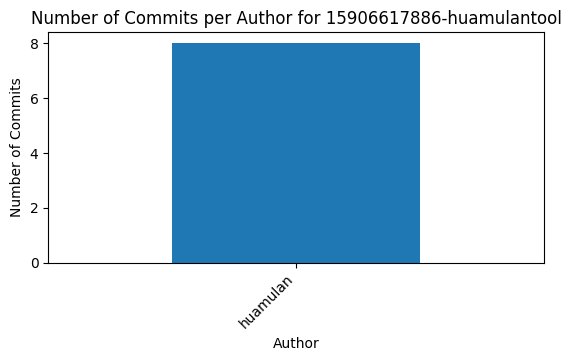 Number of Commits per Author for 15906617886-huamulantool
Number of Commits
8
6
4
2
0
huamulan
Author